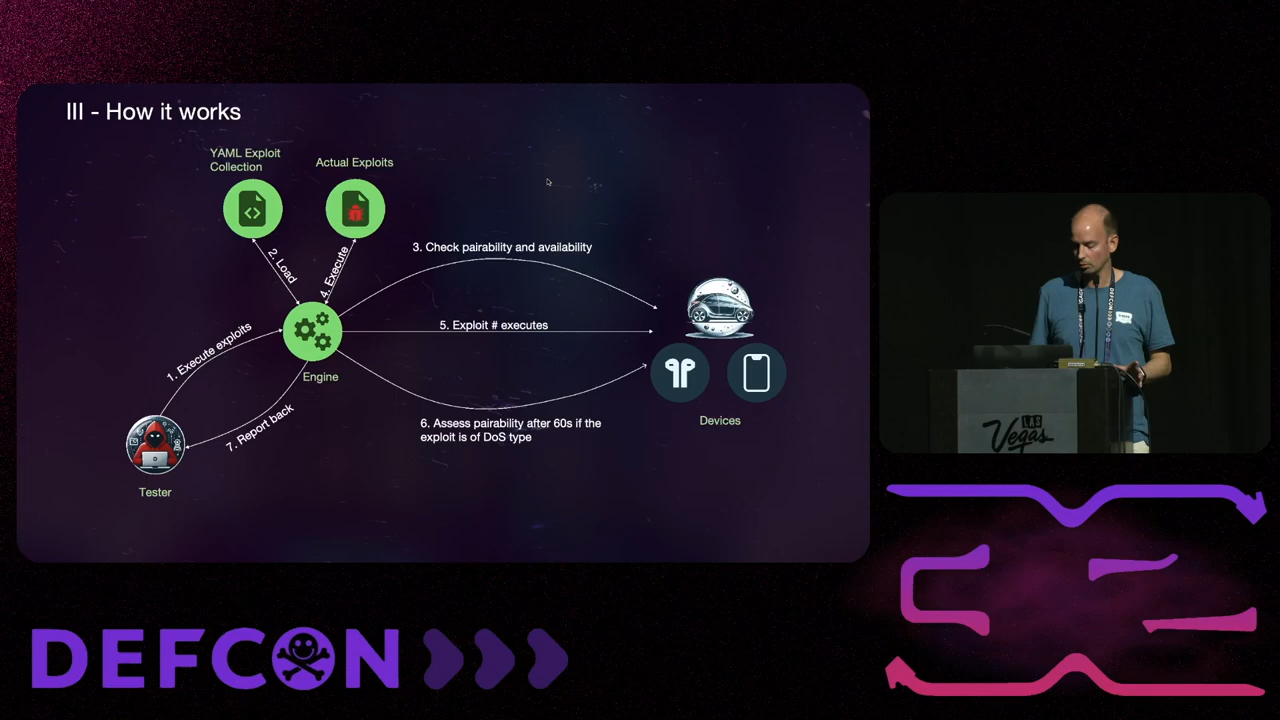 III - How it works
YAML Exploit
Collection
Actual Exploits
2. Load
4. Execute
3. Check pairability and availability
5. Exploit # executes
1. Execute exploits
Engine
7. Report back
6. Assess pairability after 60s if the
exploit is of DoS type
Devices
Tester
LAS
Vegas
DEFCON